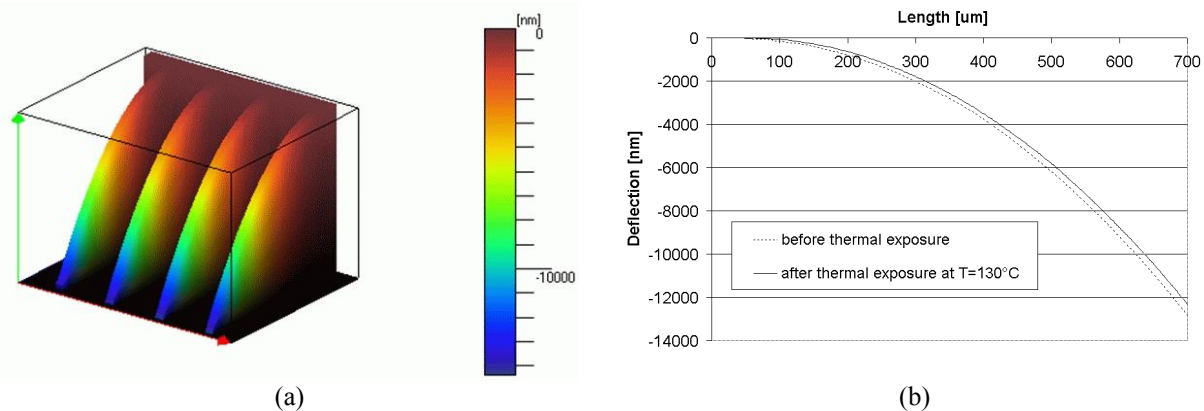 [nm]
0
-10000
(a)
Length [um]
0
0 100 200 300 400 500 600 700
-2000
-4000
-6000
-8000
-10000
-12000
-14000
Deflection [nm]
before thermal exposure
after thermal exposure at T=130°C
(b)